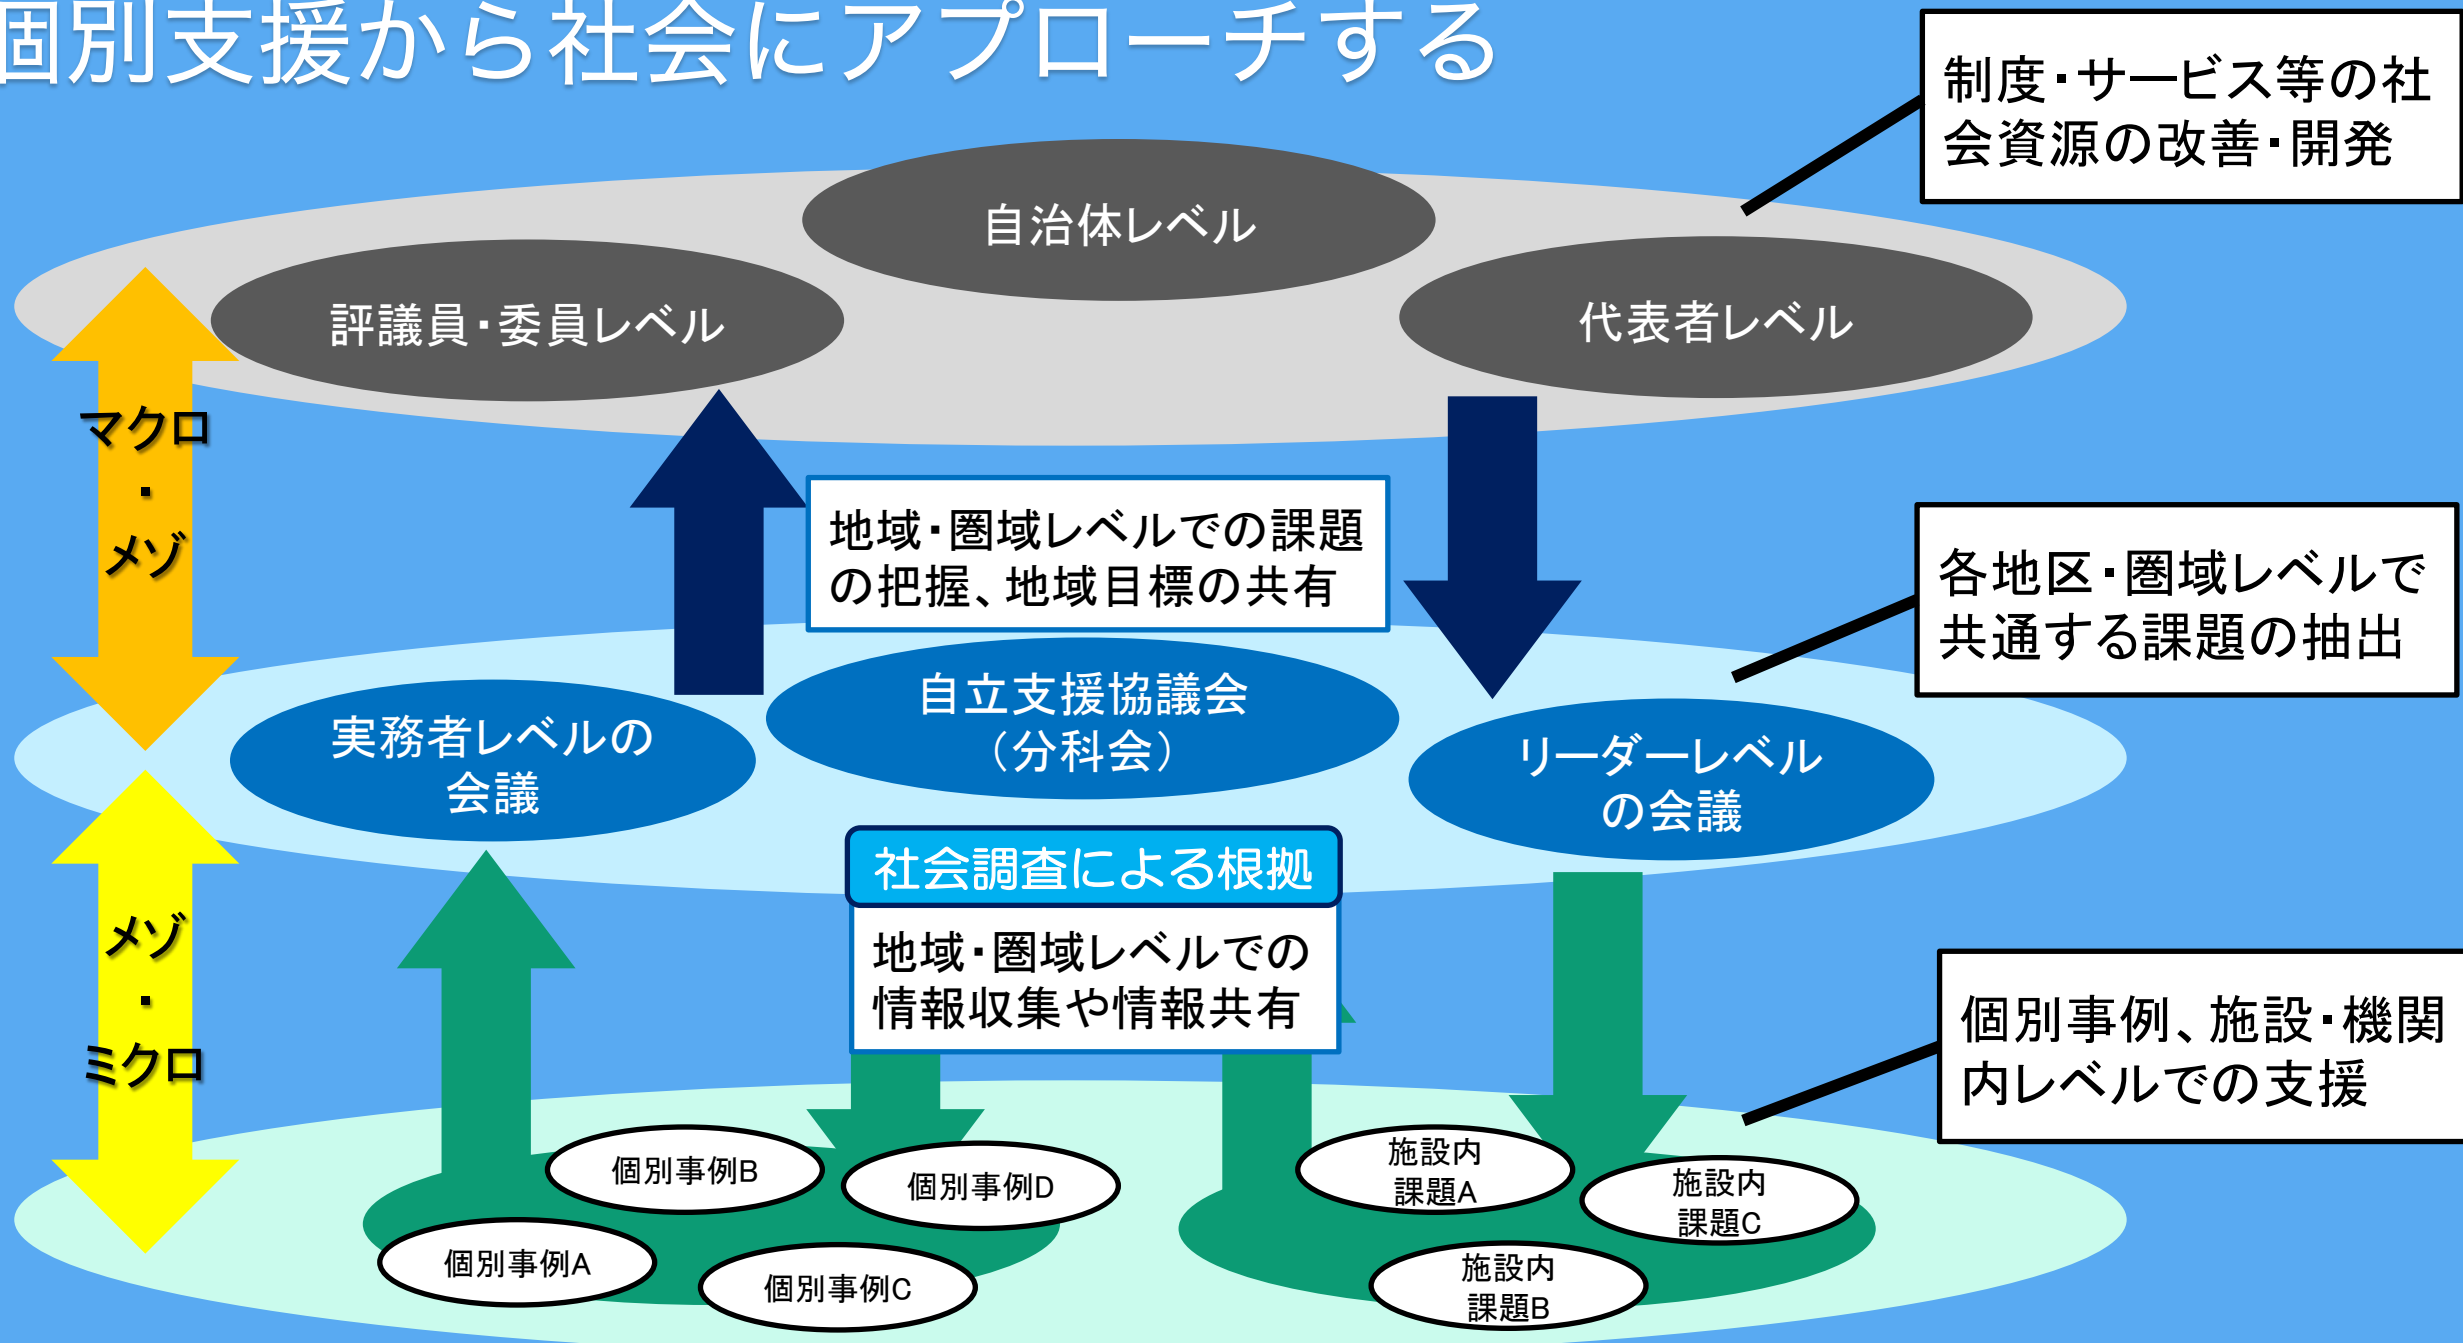 個別支援から社会にアプローチする
制度・サービス等の社
会資源の改善・開発
自治体レベル
評議員・委員レベル
代表者レベル
マクロ
・
メゾ
地域・圏域レベルでの課題
の把握、地域目標の共有
各地区・圏域レベルで
共通する課題の抽出
自立支援協議会
（分科会）
実務者レベルの
会議
リーダーレベル
の会議
社会調査による根拠
地域・圏域レベルでの
情報収集や情報共有
メゾ
・
ミクロ
個別事例、施設・機関
内レベルでの支援
個別事例B
個別事例D
個別事例A
個別事例C
施設内
課題A
施設内
課題C
施設内
課題B